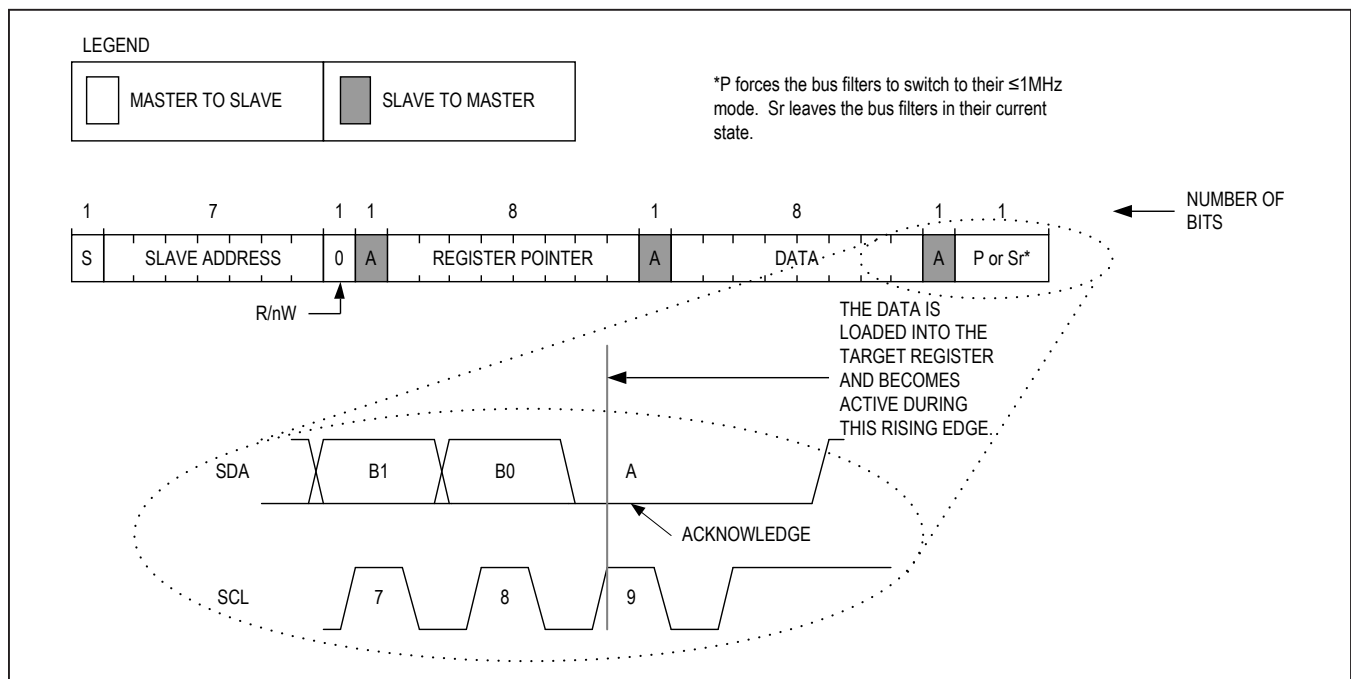 LEGEND
MASTER TO SLAVE
SLAVE TO MASTER
*P forces the bus filters to switch to their ≤1MHz
mode.  Sr leaves the bus filters in their current
state.
1 7 1 1 8 1 8 1 1
NUMBER OF
BITS
S SLAVE ADDRESS 0 A REGISTER POINTER A DATA A P or Sr*
R/nW
THE DATA IS
LOADED INTO THE
TARGET REGISTER
AND BECOMES
ACTIVE DURING
THIS RISING EDGE.
SDA B1 B0 A
ACKNOWLEDGE
SCL 7 8 9